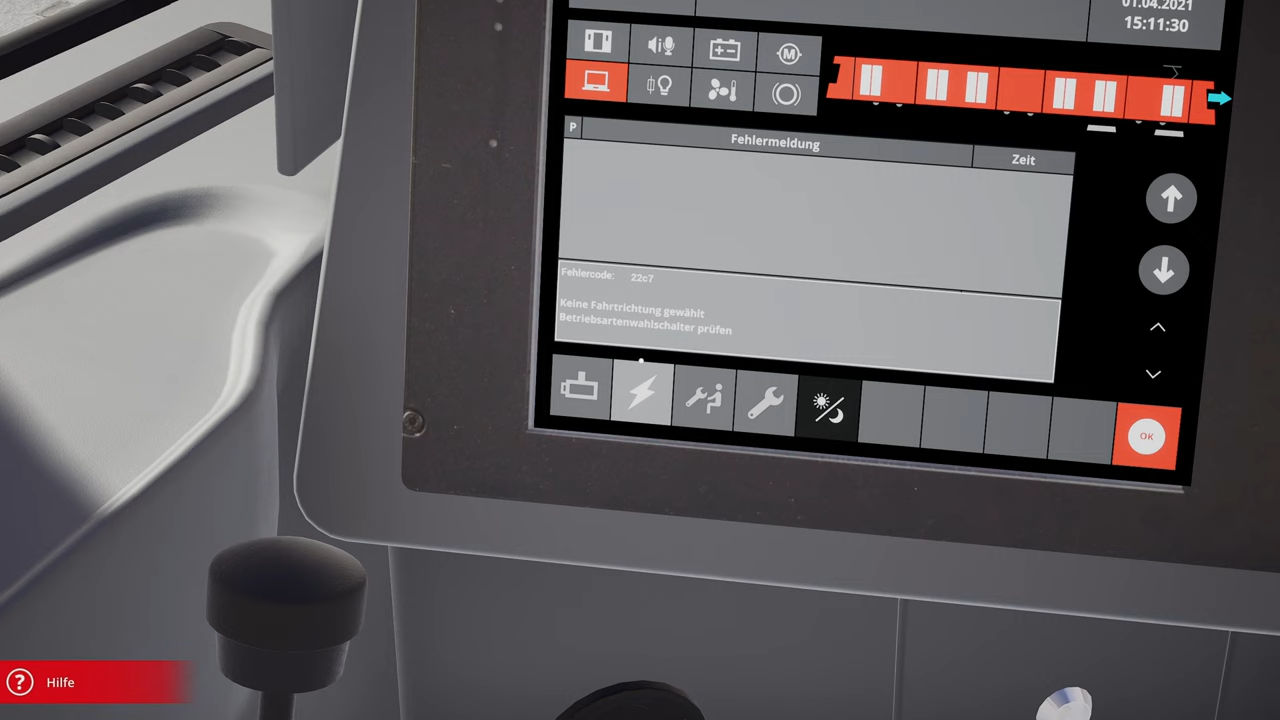 01.04.2021
15:11:30
M
P
Fehlermeldung
Zeit
Fehlercode: 22c7
Keine Fahrtrichtung gewählt
Betriebsartenwahlschalter prüfen
OK
? Hilfe